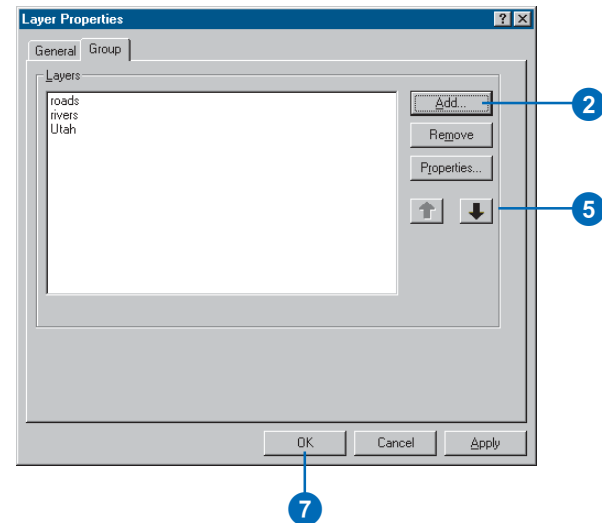 Layer Properties
General Group
Layers
roads
rivers
Utah
Add...
2
Remove
Properties...
5
OK Cancel Apply
7